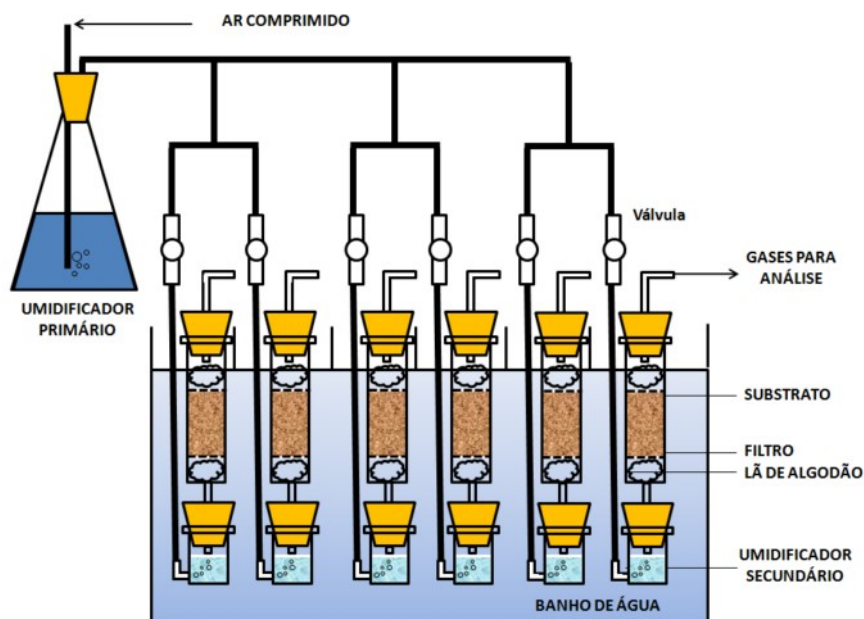 AR COMPRIMIDO
Válvula
GASES PARA
ANÁLISE
UMIDIFICADOR
PRIMÁRIO
SUBSTRATO
FILTRO
LÃ DE ALGODÃO
UMIDIFICADOR
SECUNDÁRIO
BANHO DE ÁGUA